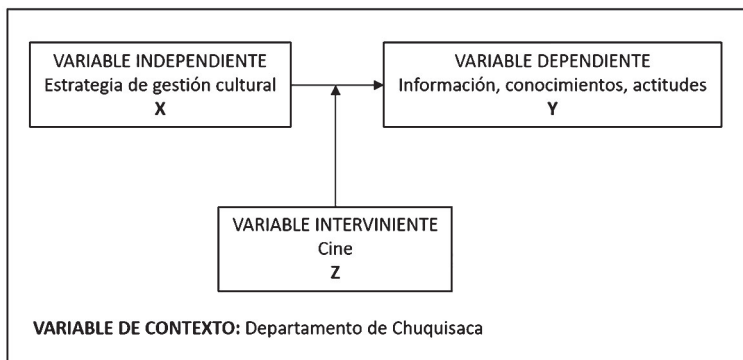 VARIABLE INDEPENDIENTE
Estrategia de gestión cultural
X
VARIABLE DEPENDIENTE
Información, conocimientos, actitudes
Y
VARIABLE INTERVINIENTE
Cine
Z
VARIABLE DE CONTEXTO: Departamento de Chuquisaca